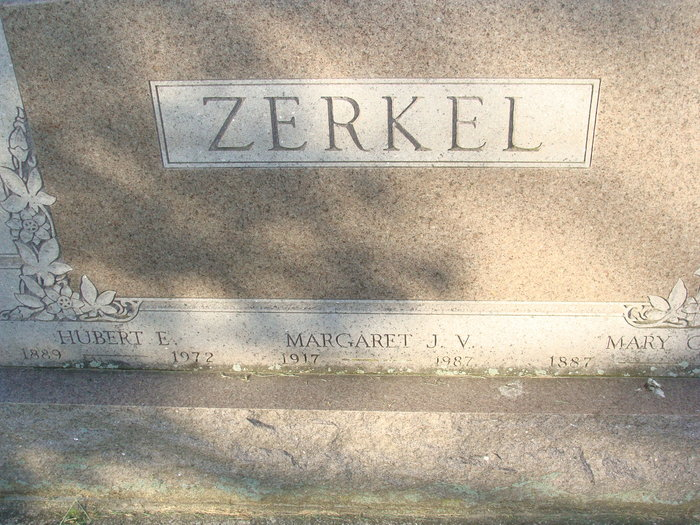 ZERKEL
HUBERT E. MARGARET J. V. MARY C
1889 — 1972 1917 — 1987 1887